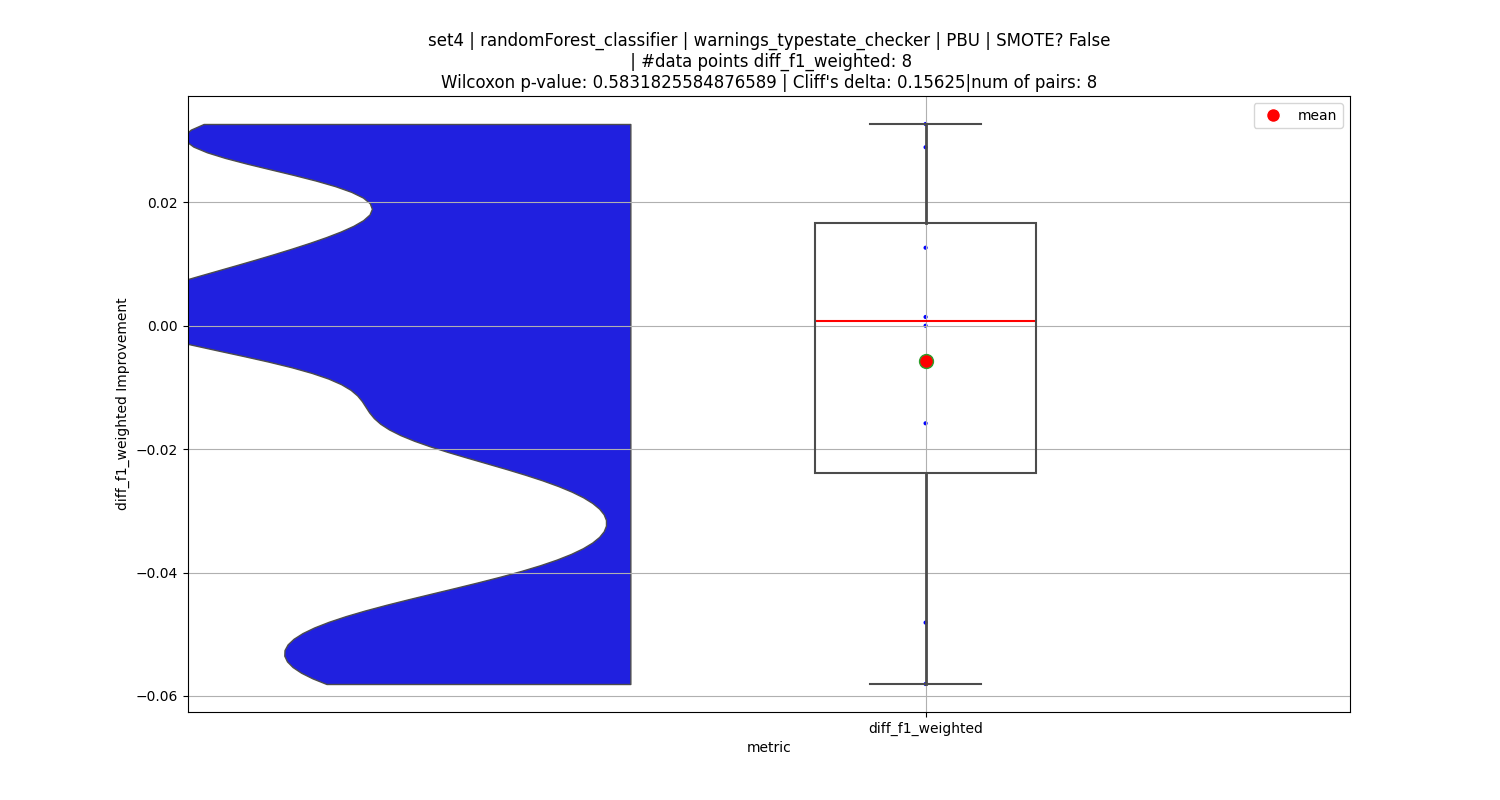 set4 | randomForest_classifier | warnings_typestate_checker | PBU | SMOTE? False
| #data points diff_f1_weighted: 8
Wilcoxon p-value: 0.5831825584876589 | Cliff's delta: 0.15625|num of pairs: 8
mean
0.02
0.00
−0.02
−0.04
−0.06
diff_f1_weighted Improvement
diff_f1_weighted
metric